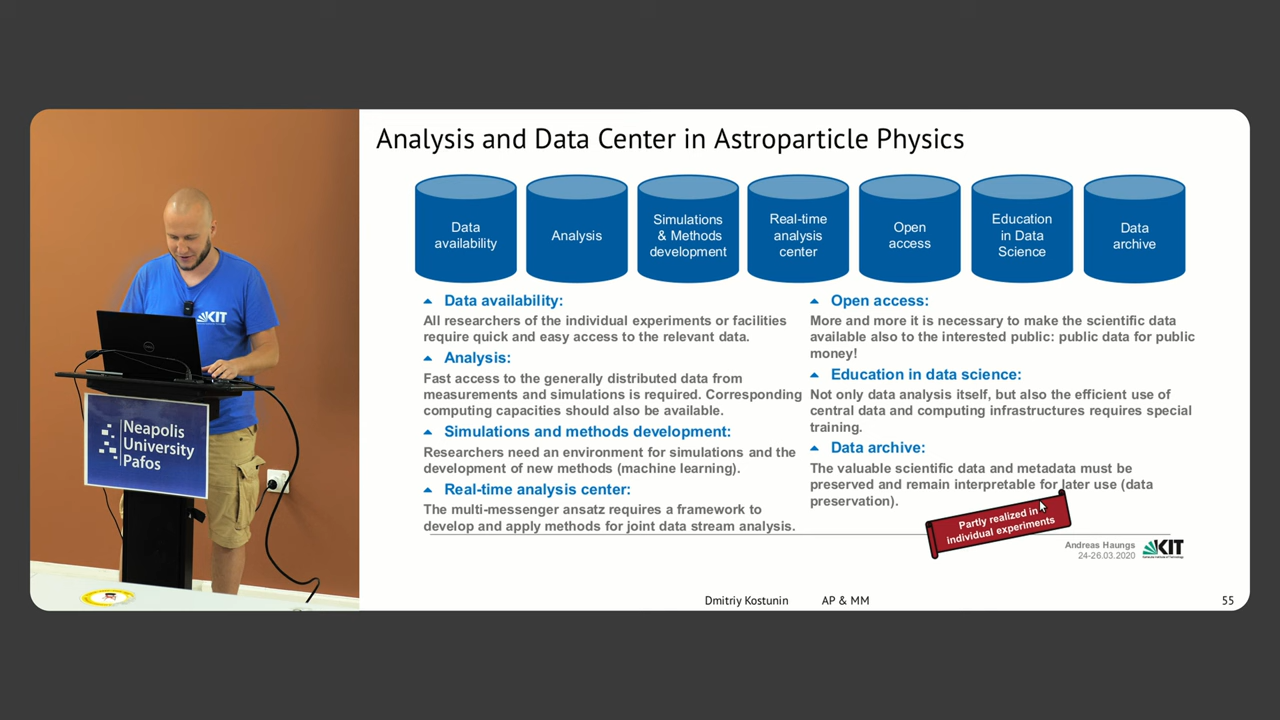 Analysis and Data Center in Astroparticle Physics
Data
availability
Analysis
Simulations
& Methods
development
Real-time
analysis
center
Open
access
Education
in Data
Science
Data
archive
Data availability:
All researchers of the individual experiments or facilities
require quick and easy access to the relevant data.
Analysis:
Fast access to the generally distributed data from
measurements and simulations is required. Corresponding
computing capacities should also be available.
Simulations and methods development:
Researchers need an environment for simulations and the
development of new methods (machine learning).
Real-time analysis center:
The multi-messenger ansatz requires a framework to
develop and apply methods for joint data stream analysis.
Open access:
More and more it is necessary to make the scientific data
available also to the interested public: public data for public
money!
Education in data science:
Not only data analysis itself, but also the efficient use of
central data and computing infrastructures requires special
training.
Data archive:
The valuable scientific data and metadata must be
preserved and remain interpretable for later use (data
preservation).
Partly realized in
individual experiments
Andreas Haungs
24-26.03.2020
KIT
Dmitriy Kostunin AP & MM 55
KIT
DELL
Neapolis
University
Pafos